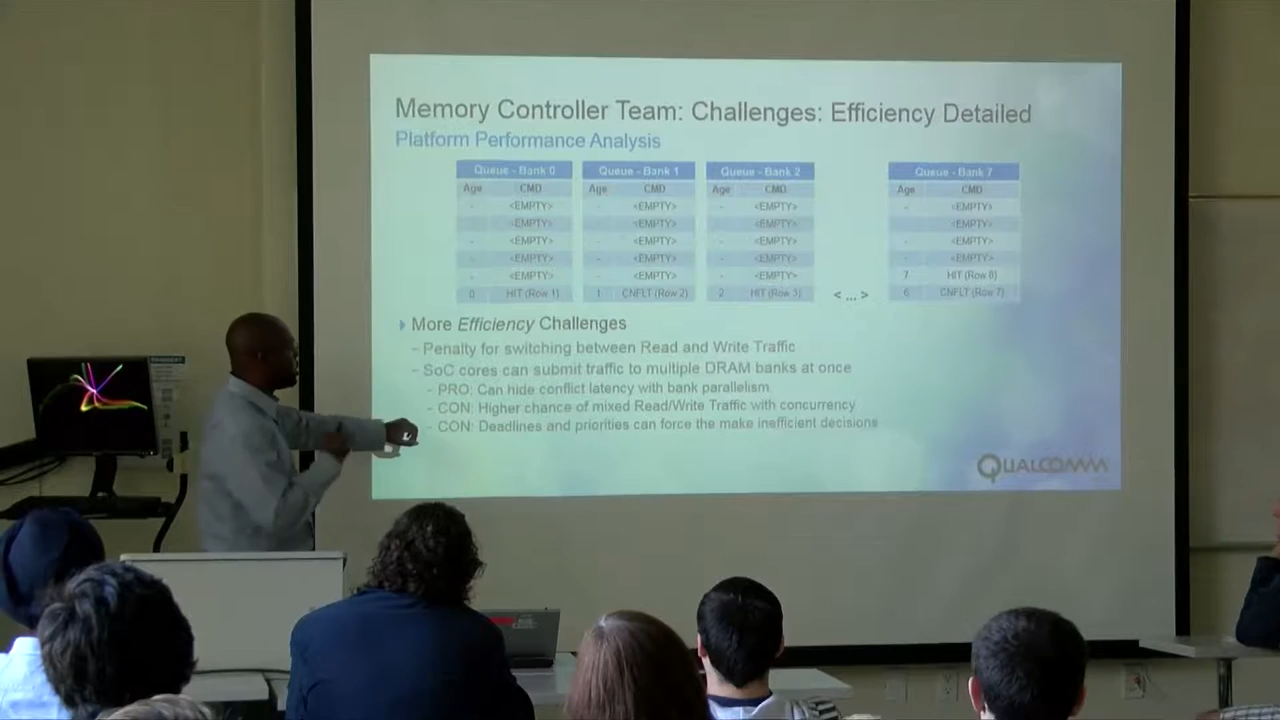 Memory Controller Team: Challenges: Efficiency Detailed
Platform Performance Analysis
Queue - Bank 0 Queue - Bank 1 Queue - Bank 2 Queue - Bank 7
Age CMD Age CMD Age CMD Age CMD
- <EMPTY> - <EMPTY> - <EMPTY> - <EMPTY>
- <EMPTY> - <EMPTY> - <EMPTY> - <EMPTY>
- <EMPTY> - <EMPTY> - <EMPTY> - <EMPTY>
- <EMPTY> - <EMPTY> - <EMPTY> - <EMPTY>
- <EMPTY> - <EMPTY> - <EMPTY> 7 HIT (Row 8)
0 HIT (Row 1) 1 CNFLT (Row 2) 2 HIT (Row 3) < ... > 6 CNFLT (Row 7)
More Efficiency Challenges
– Penalty for switching between Read and Write Traffic
– SoC cores can submit traffic to multiple DRAM banks at once
– PRO: Can hide conflict latency with bank parallelism
– CON: Higher chance of mixed Read/Write Traffic with concurrency
– CON: Deadlines and priorities can force the make inefficient decisions
QUALCOMM